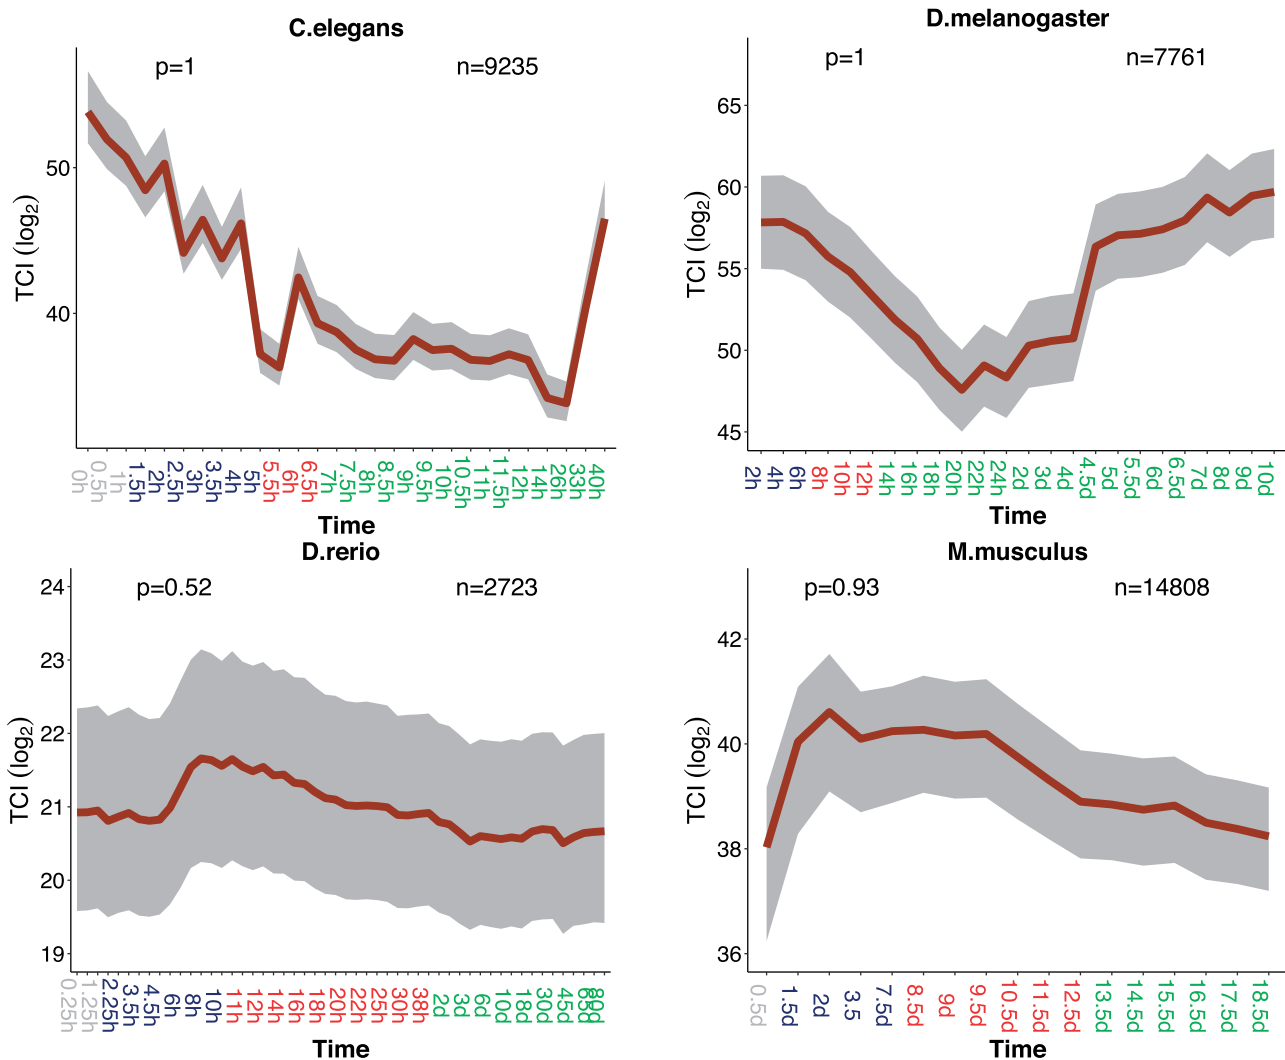 C.elegans
p=1
n=9235
TCI (log2)
50
40
0h 0.5h 1h 1.5h 2h 2.5h 3h 3.5h 4h 5h 5.5h 6h 6.5h 7h 7.5h 8h 8.5h 9h 9.5h 10h 10.5h 11h 11.5h 12h 14h 26h 33h 40h
Time
D.melanogaster
p=1
n=7761
TCI (log2)
65
60
55
50
45
2h 4h 6h 8h 10h 12h 14h 16h 18h 20h 22h 24h 2d 3d 4d 4.5d 5d 5.5d 6d 6.5d 7d 8d 9d 10d
Time
D.rerio
p=0.52
n=2723
TCI (log2)
24
23
22
21
20
19
0.25h 1.25h 2.25h 3.5h 4.5h 6h 8h 10h 11h 12h 14h 16h 18h 20h 22h 25h 30h 38h 2d 3d 6d 10d 18d 30d 45d
Time
M.musculus
p=0.93
n=14808
TCI (log2)
42
40
38
36
0.5d 1.5d 2d 3.5 7.5d 8.5d 9d 9.5d 10.5d 11.5d 12.5d 13.5d 14.5d 15.5d 16.5d 17.5d 18.5d
Time